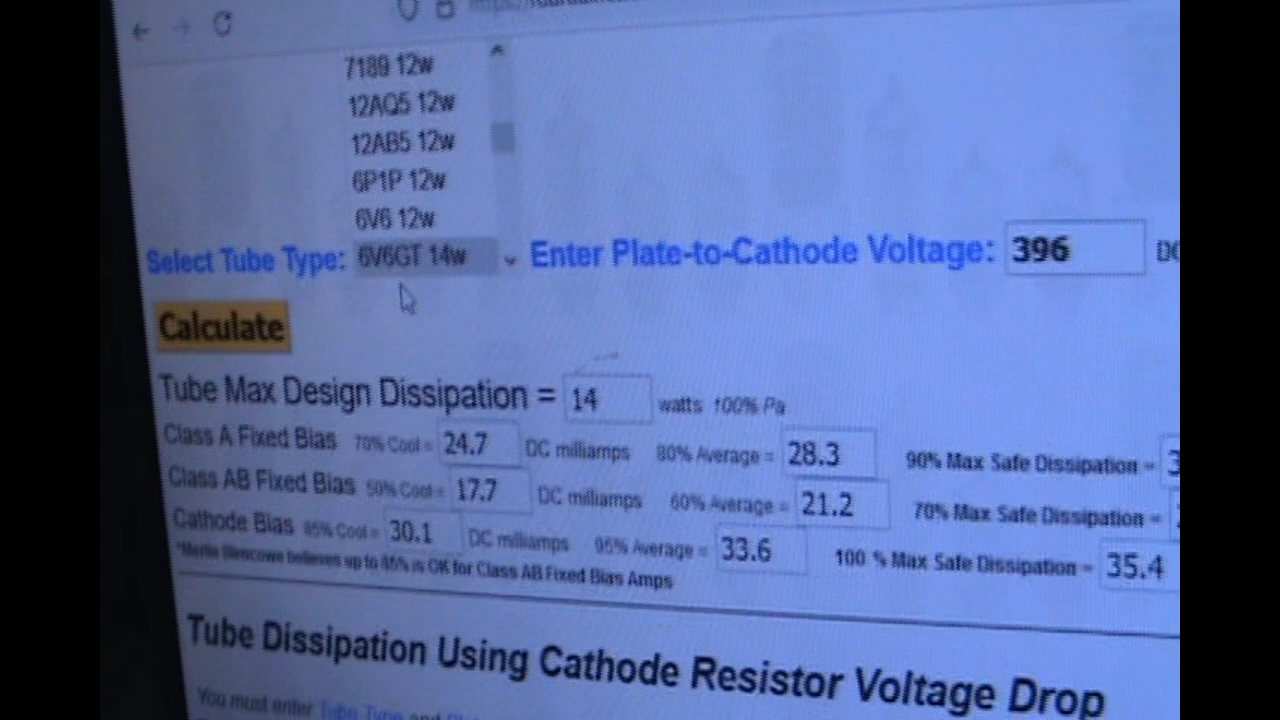 7189 12w
12AQ5 12w
12AB5 12w
6P1P 12w
6V6 12w
Select Tube Type: 6V6GT 14w Enter Plate-to-Cathode Voltage: 396
Calculate
Tube Max Design Dissipation = 14 watts 100% Pa
Class A Fixed Bias 70% Cool = 24.7 DC milliamps 80% Average = 28.3 90% Max Safe Dissipation = 3
Class AB Fixed Bias 50% Cool = 17.7 DC milliamps 60% Average = 21.2 70% Max Safe Dissipation =
Cathode Bias 85% Cool = 30.1 DC milliamps 95% Average = 33.6 100 % Max Safe Dissipation = 35.4
*Merlin Blencowe believes up to 85% is OK for Class AB Fixed Bias Amps
Tube Dissipation Using Cathode Resistor Voltage Drop
You must enter Tube Type and